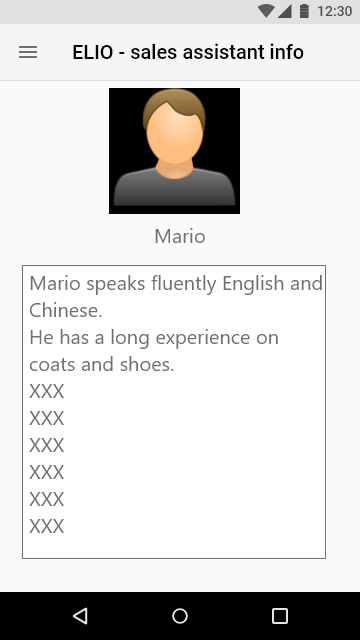 12:30
ELIO - sales assistant info
Mario
Mario speaks fluently English and
Chinese.
He has a long experience on
coats and shoes.
XXX
XXX
XXX
XXX
XXX
XXX